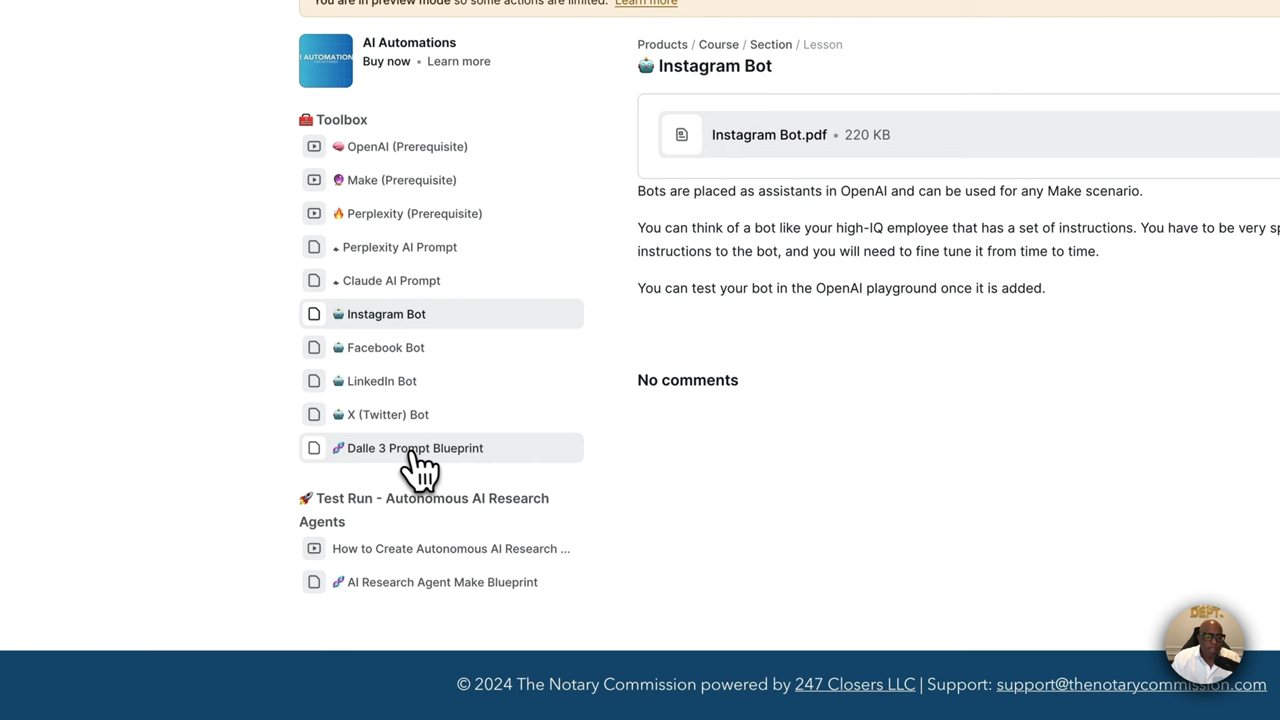 You are in preview mode so some actions are limited. Learn more
AI Automations
Buy now • Learn more
I AUTOMATION
🧰 Toolbox
🧠 OpenAI (Prerequisite)
🔮 Make (Prerequisite)
🔥 Perplexity (Prerequisite)
Perplexity AI Prompt
Claude AI Prompt
🤖 Instagram Bot
🤖 Facebook Bot
🤖 LinkedIn Bot
🤖 X (Twitter) Bot
🧬 Dalle 3 Prompt Blueprint
🚀 Test Run - Autonomous AI Research
Agents
How to Create Autonomous AI Research ...
🧬 AI Research Agent Make Blueprint
Products / Course / Section / Lesson
🤖 Instagram Bot
Instagram Bot.pdf • 220 KB
Bots are placed as assistants in OpenAI and can be used for any Make scenario.
You can think of a bot like your high-IQ employee that has a set of instructions. You have to be very
instructions to the bot, and you will need to fine tune it from time to time.
You can test your bot in the OpenAI playground once it is added.
No comments
DEPT.
© 2024 The Notary Commission powered by 247 Closers LLC | Support: support@thenotarycommission.com